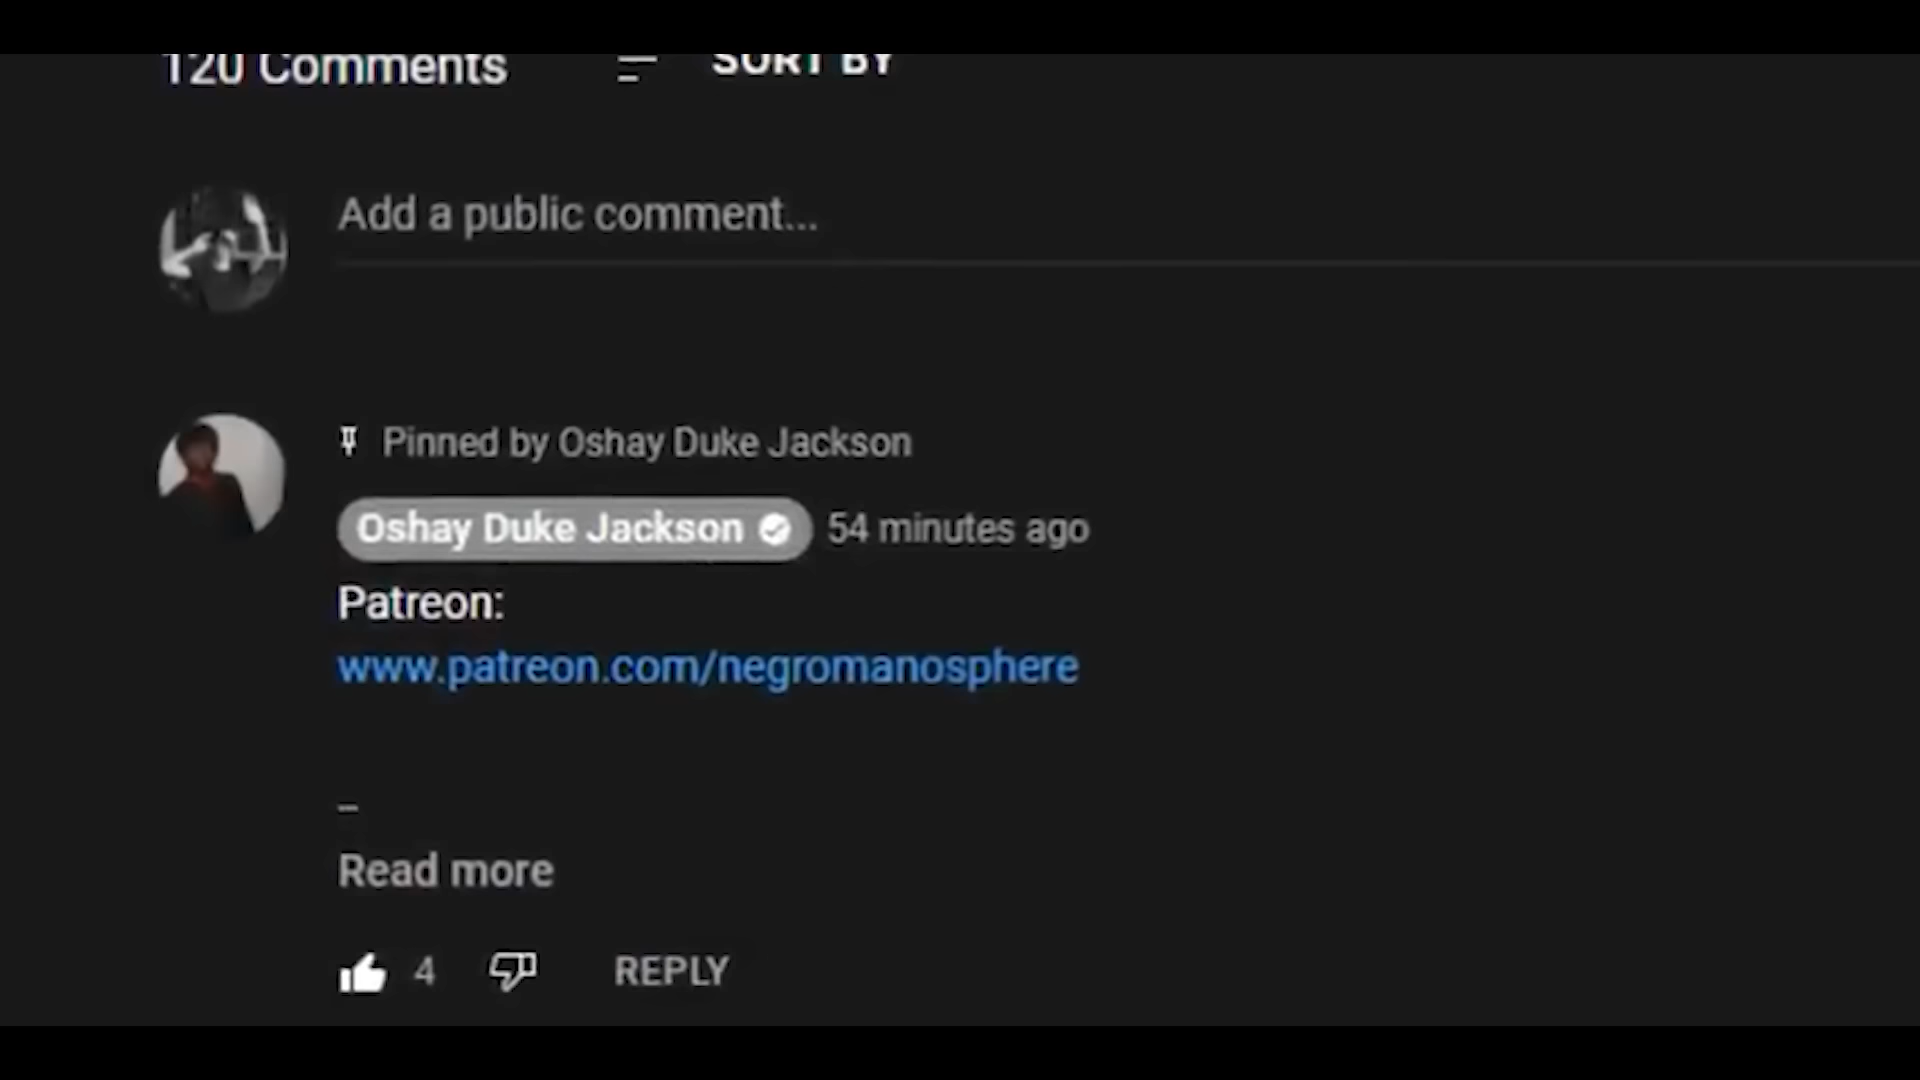 120 Comments SORT BY
Add a public comment...
Pinned by Oshay Duke Jackson
Oshay Duke Jackson 54 minutes ago
Patreon:
www.patreon.com/negromanosphere
–
Read more
4 REPLY